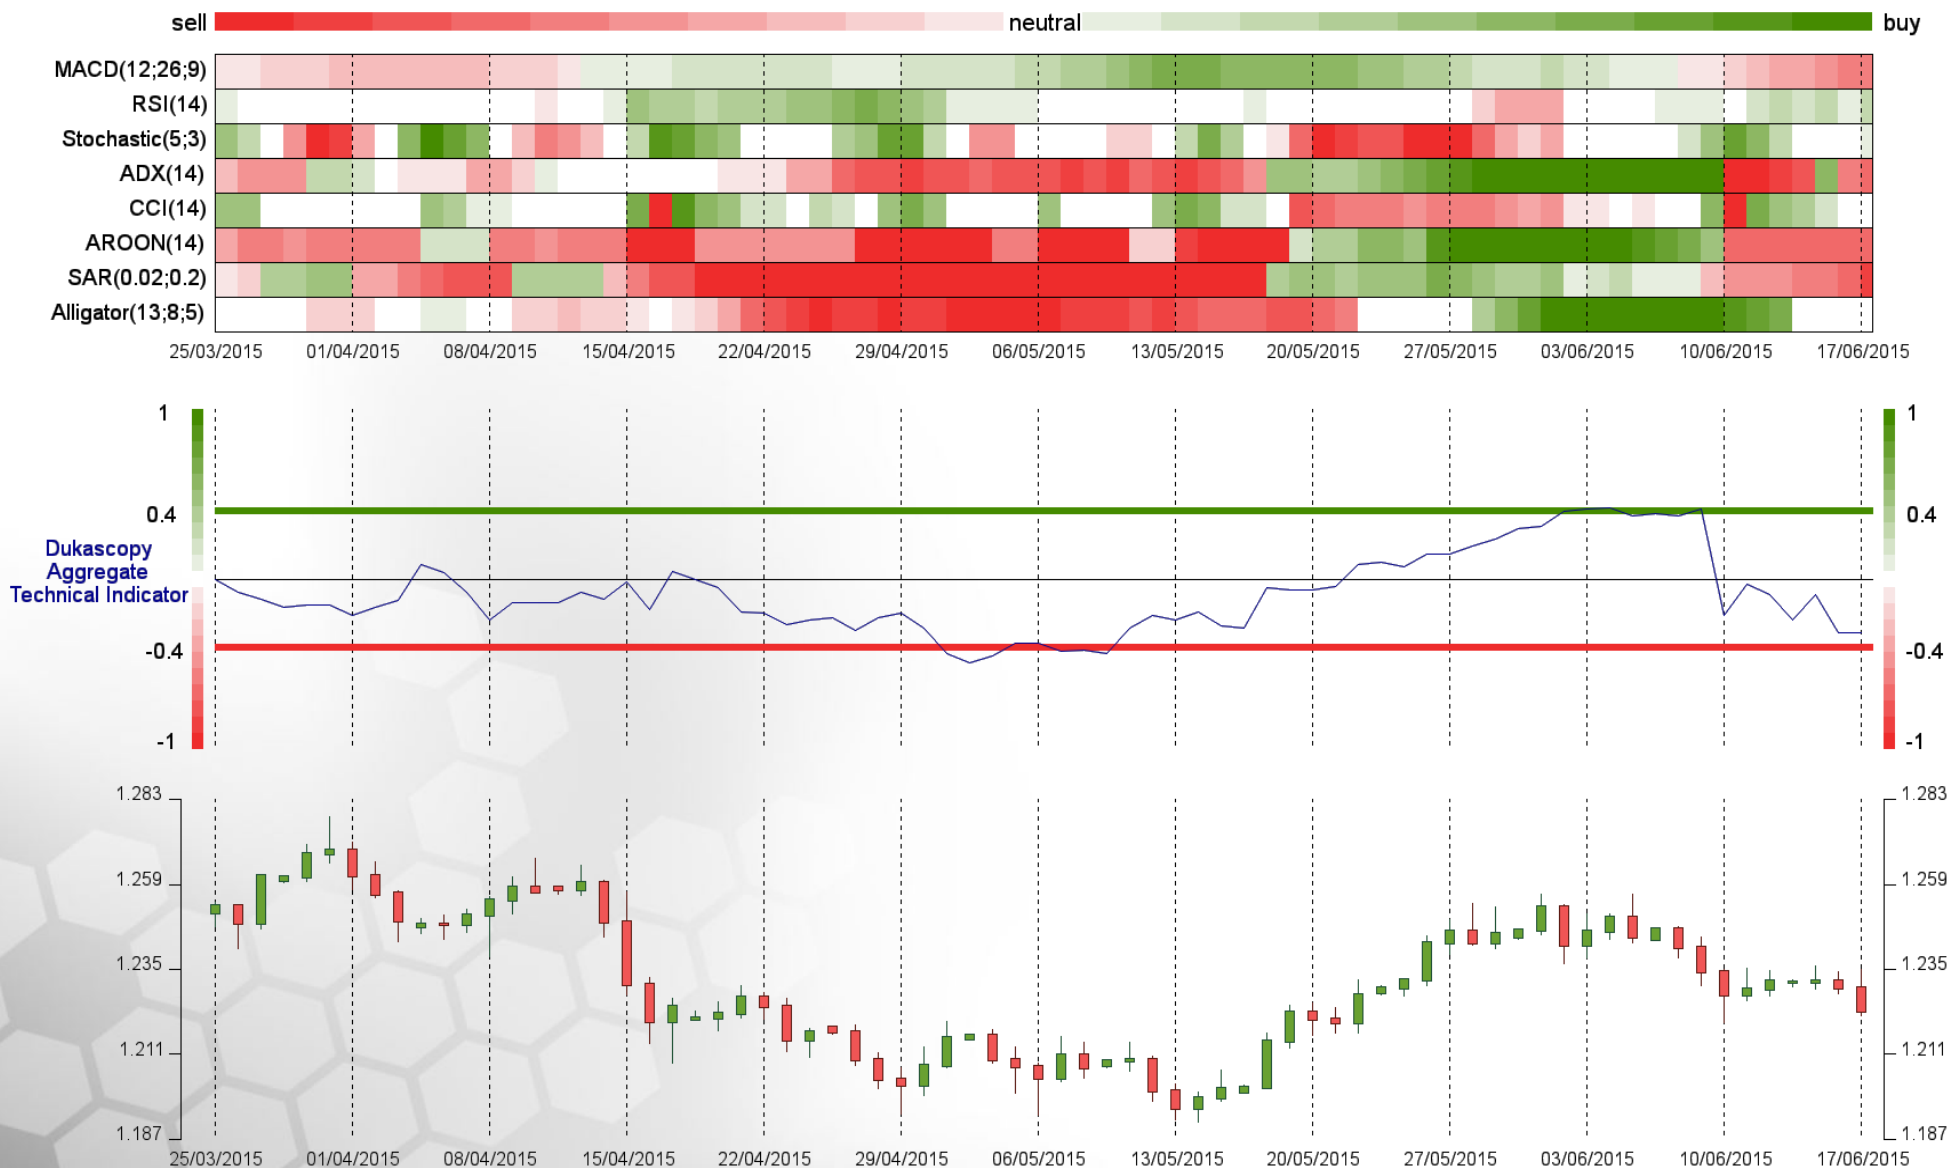 sell neutral buy
MACD(12;26;9)
RSI(14)
Stochastic(5;3)
ADX(14)
CCI(14)
AROON(14)
SAR(0.02;0.2)
Alligator(13;8;5)
25/03/2015 01/04/2015 08/04/2015 15/04/2015 22/04/2015 29/04/2015 06/05/2015 13/05/2015 20/05/2015 27/05/2015 03/06/2015 10/06/2015 17/06/2015
1 1
0.4 0.4
Dukascopy
Aggregate
Technical Indicator
-0.4 -0.4
-1 -1
1.283 1.283
1.259 1.259
1.235 1.235
1.211 1.211
1.187 1.187
25/03/2015 01/04/2015 08/04/2015 15/04/2015 22/04/2015 29/04/2015 06/05/2015 13/05/2015 20/05/2015 27/05/2015 03/06/2015 10/06/2015 17/06/2015